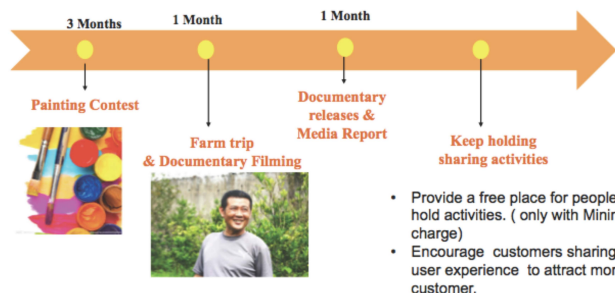 3 Months
1 Month
1 Month
Painting Contest
Farm trip
& Documentary Filming
Documentary
releases &
Media Report
Keep holding
sharing activities
• Provide a free place for people
hold activities. ( only with
charge)
• Encourage customers sharing
user experience to attract
customer.